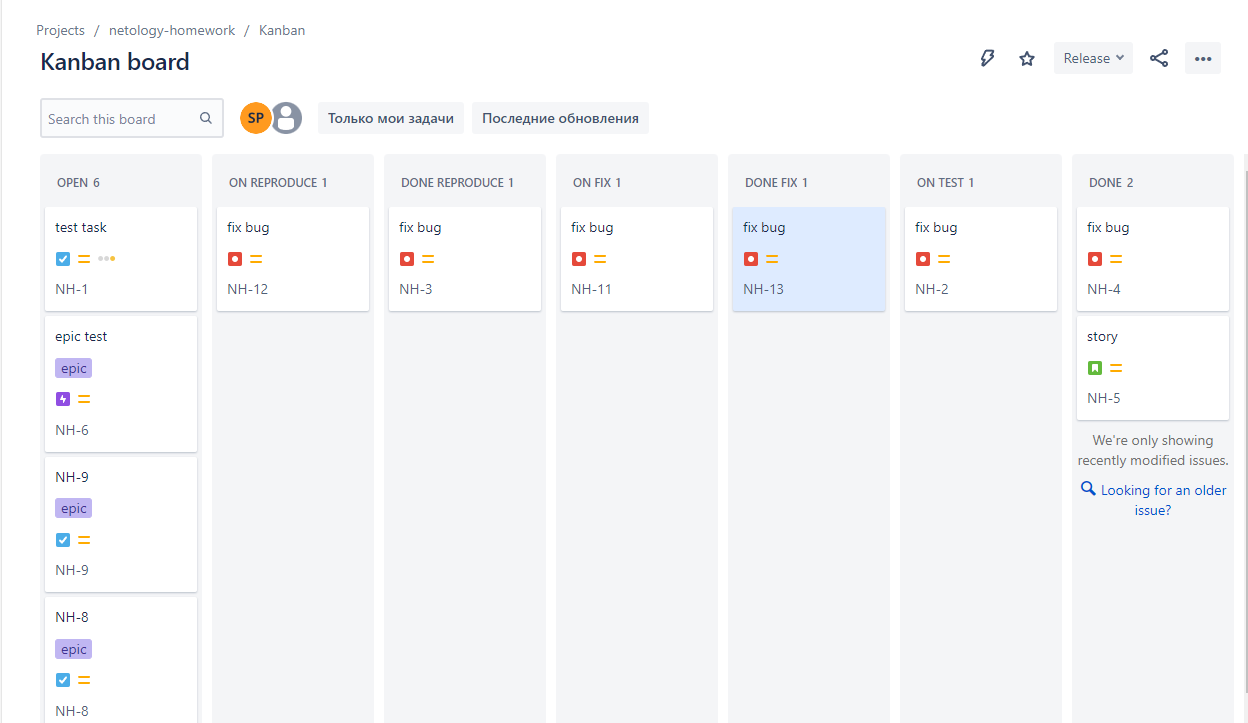 Projects / netology-homework / Kanban
Kanban board
Release
Search this board
SP
Только мои задачи
Последние обновления
OPEN 6
test task
NH-1
epic test
epic
NH-6
NH-9
epic
NH-9
NH-8
epic
NH-8
ON REPRODUCE 1
fix bug
NH-12
DONE REPRODUCE 1
fix bug
NH-3
ON FIX 1
fix bug
NH-11
DONE FIX 1
fix bug
NH-13
ON TEST 1
fix bug
NH-2
DONE 2
fix bug
NH-4
story
NH-5
We're only showing
recently modified issues.
Looking for an older
issue?